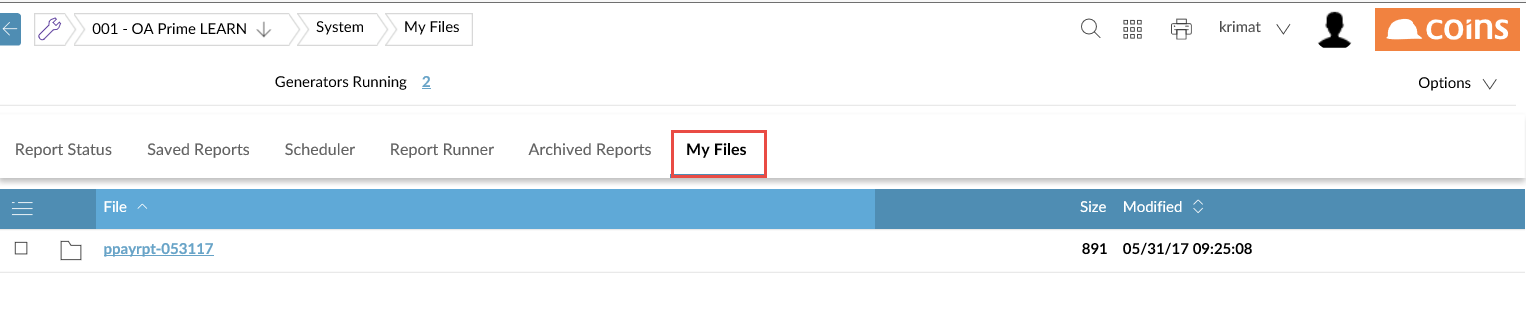 001 - OA Prime LEARN System My Files krimat coins
Generators Running 2 Options
Report Status Saved Reports Scheduler Report Runner Archived Reports My Files
File Size Modified
ppayrpt-053117 891 05/31/17 09:25:08